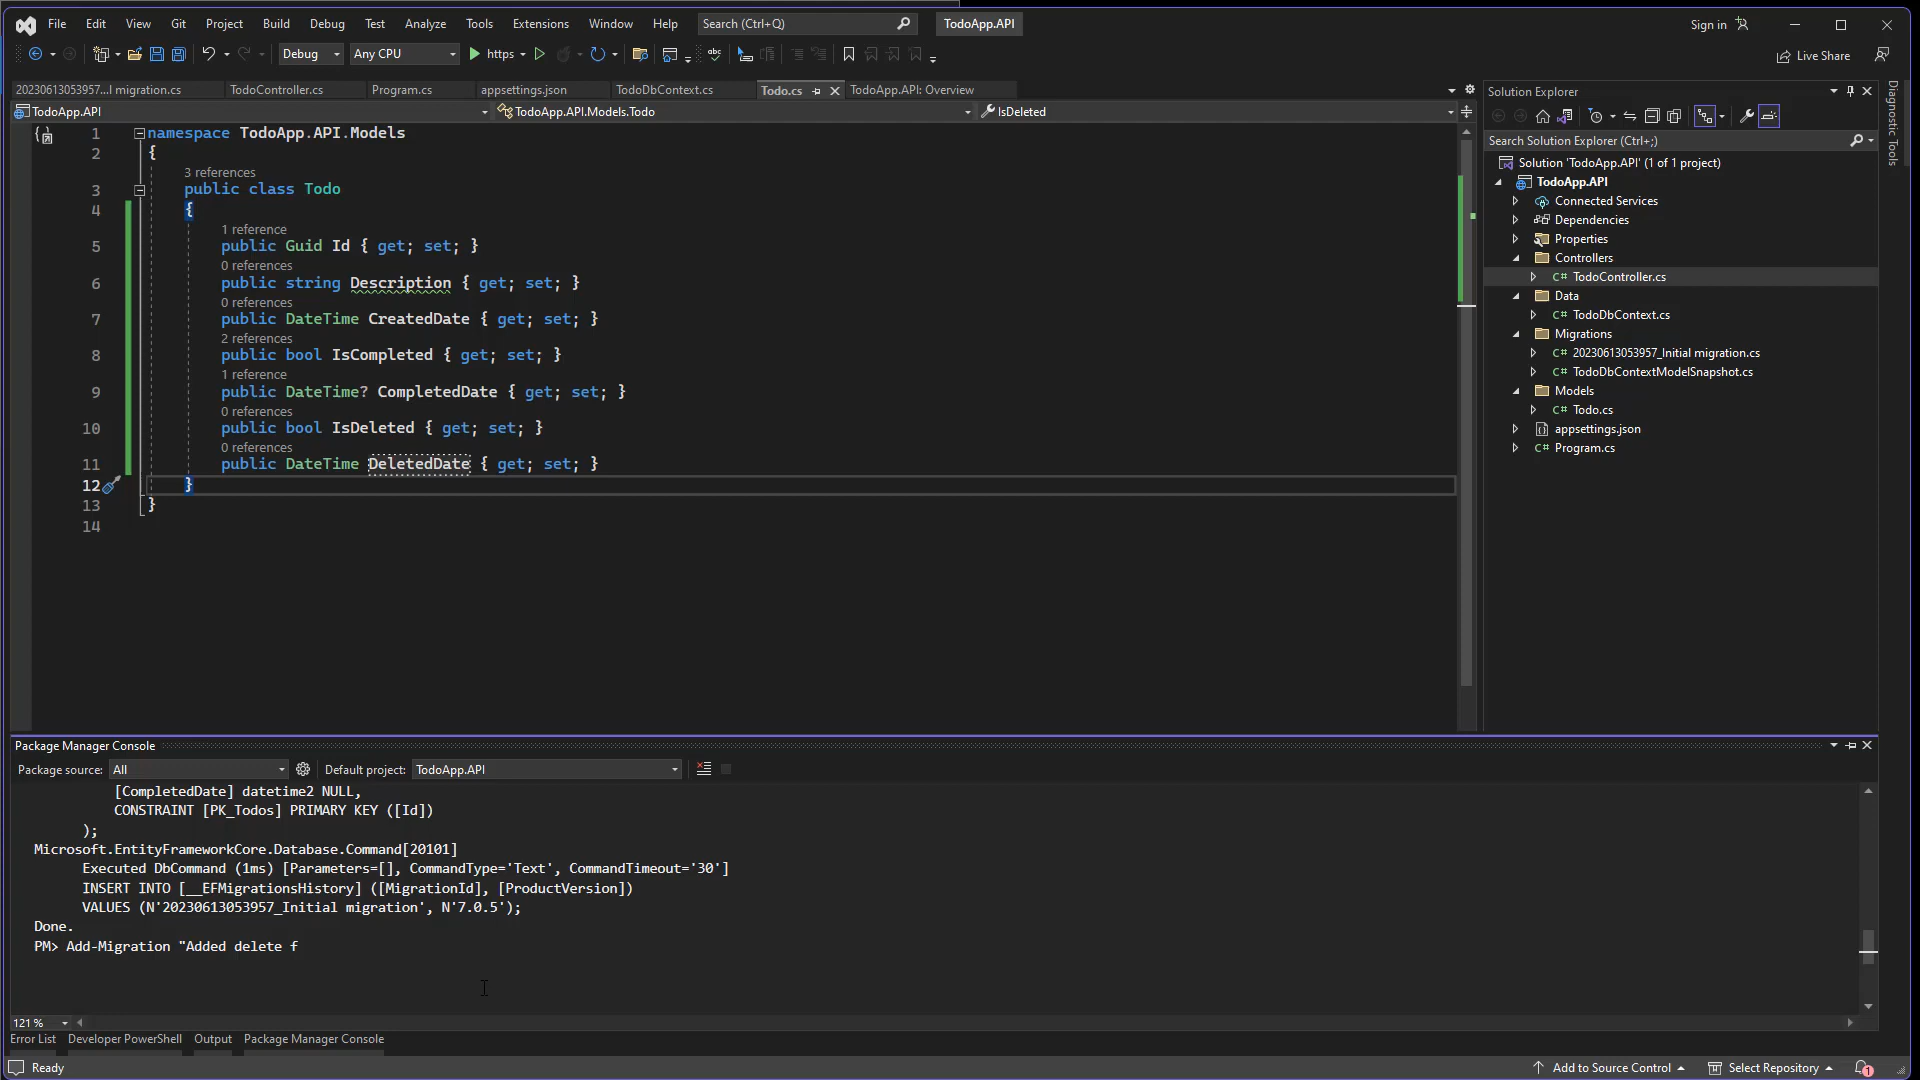 File Edit View Git Project Build Debug Test Analyze Tools Extensions Window Help Search (Ctrl+Q) TodoApp.API Sign in
Debug Any CPU https abc Live Share
20230613053957...l migration.cs TodoController.cs Program.cs appsettings.json TodoDbContext.cs Todo.cs TodoApp.API: Overview
TodoApp.API TodoApp.API.Models.Todo IsDeleted
1 namespace TodoApp.API.Models
2 {
3 references
3 public class Todo
4 {
1 reference
5 public Guid Id { get; set; }
0 references
6 public string Description { get; set; }
0 references
7 public DateTime CreatedDate { get; set; }
2 references
8 public bool IsCompleted { get; set; }
1 reference
9 public DateTime? CompletedDate { get; set; }
0 references
10 public bool IsDeleted { get; set; }
0 references
11 public DateTime DeletedDate { get; set; }
12 }
13 }
14
Solution Explorer
Search Solution Explorer (Ctrl+;)
Solution 'TodoApp.API' (1 of 1 project)
TodoApp.API
Connected Services
Dependencies
Properties
Controllers
C# TodoController.cs
Data
C# TodoDbContext.cs
Migrations
C# 20230613053957_Initial migration.cs
C# TodoDbContextModelSnapshot.cs
Models
C# Todo.cs
appsettings.json
C# Program.cs
Diagnostic Tools
Package Manager Console
Package source: All Default project: TodoApp.API
[CompletedDate] datetime2 NULL,
CONSTRAINT [PK_Todos] PRIMARY KEY ([Id])
);
Microsoft.EntityFrameworkCore.Database.Command[20101]
Executed DbCommand (1ms) [Parameters=[], CommandType='Text', CommandTimeout='30']
INSERT INTO [__EFMigrationsHistory] ([MigrationId], [ProductVersion])
VALUES (N'20230613053957_Initial migration', N'7.0.5');
Done.
PM> Add-Migration "Added delete f
121 %
Error List Developer PowerShell Output Package Manager Console
Ready Add to Source Control Select Repository 1